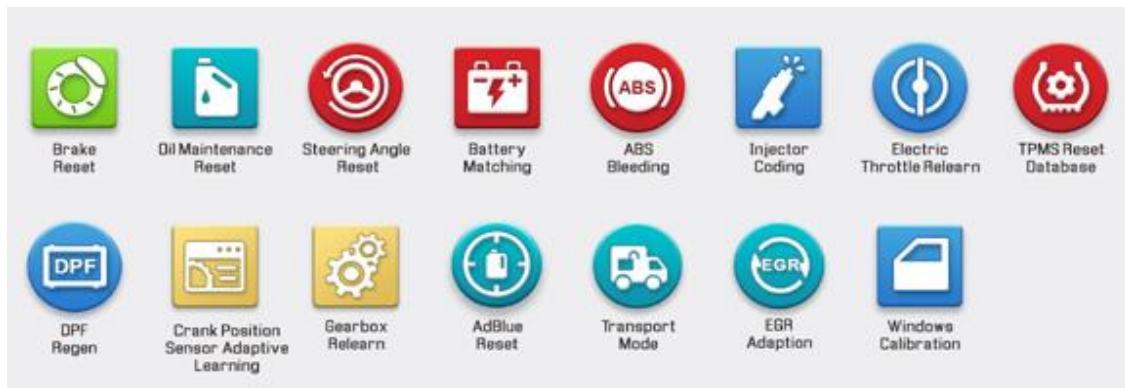 Brake
Reset
Oil Maintenance
Reset
Steering Angle
Reset
Battery
Matching
ABS
ABS
Bleeding
Injector
Coding
Electric
Throttle Relearn
TPMS Reset
Database
DPF
DPF
Regen
Crank Position
Sensor Adaptive
Learning
Gearbox
Relearn
AdBlue
Reset
Transport
Mode
EGR
EGR
Adaption
Windows
Calibration